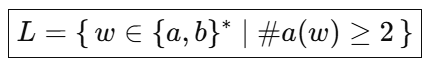 L = { w ∈ {a, b}* | #a(w) ≥ 2 }